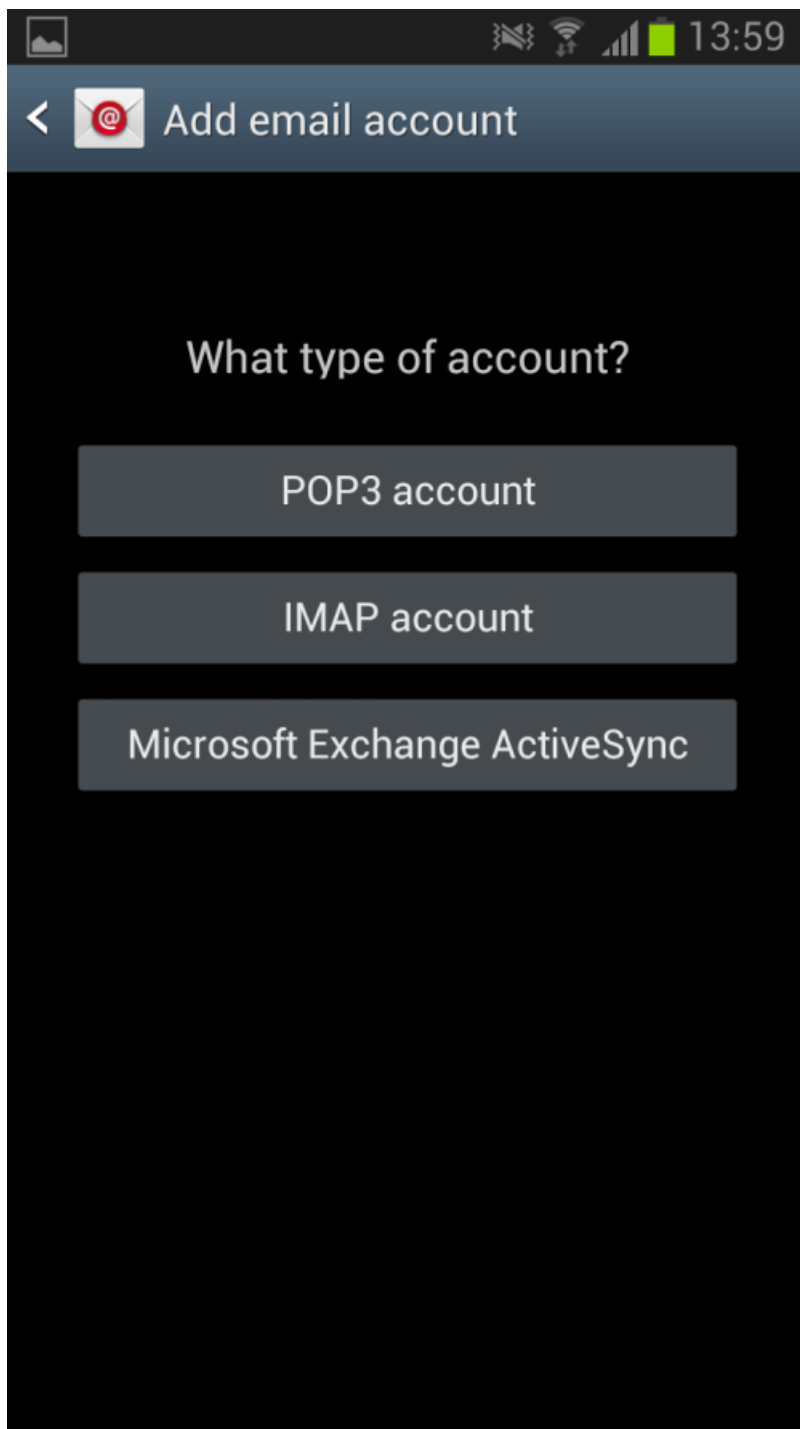 13:59
@ Add email account
What type of account?
POP3 account
IMAP account
Microsoft Exchange ActiveSync